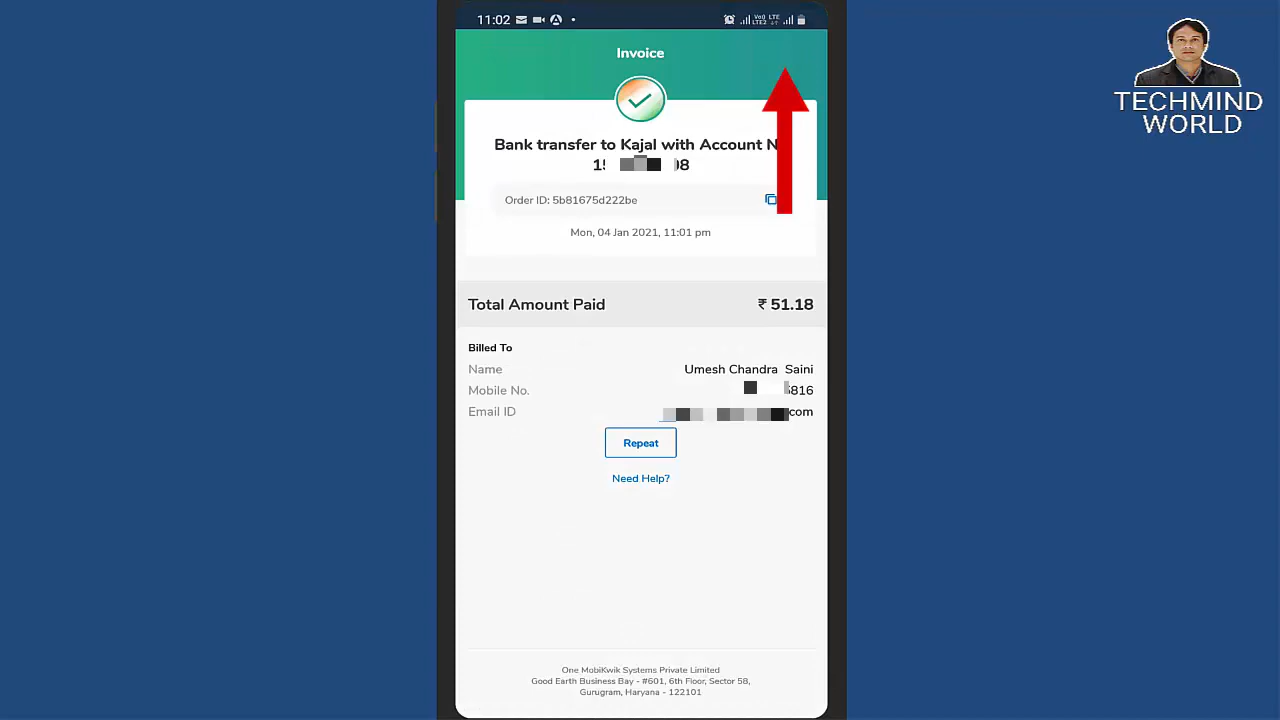 11:02
Vo) LTE
LTE2
Invoice
Bank transfer to Kajal with Account
Order ID: 5b81675d222be
Mon, 04 Jan 2021, 11:01 pm
Total Amount Paid ₹ 51.18
Billed To
Name Umesh Chandra Saini
Mobile No. 816
Email ID com
Repeat
Need Help?
One MobiKwik Systems Private Limited
Good Earth Business Bay - #601, 6th Floor, Sector 58,
Gurugram, Haryana - 122101
TECHMIND
WORLD